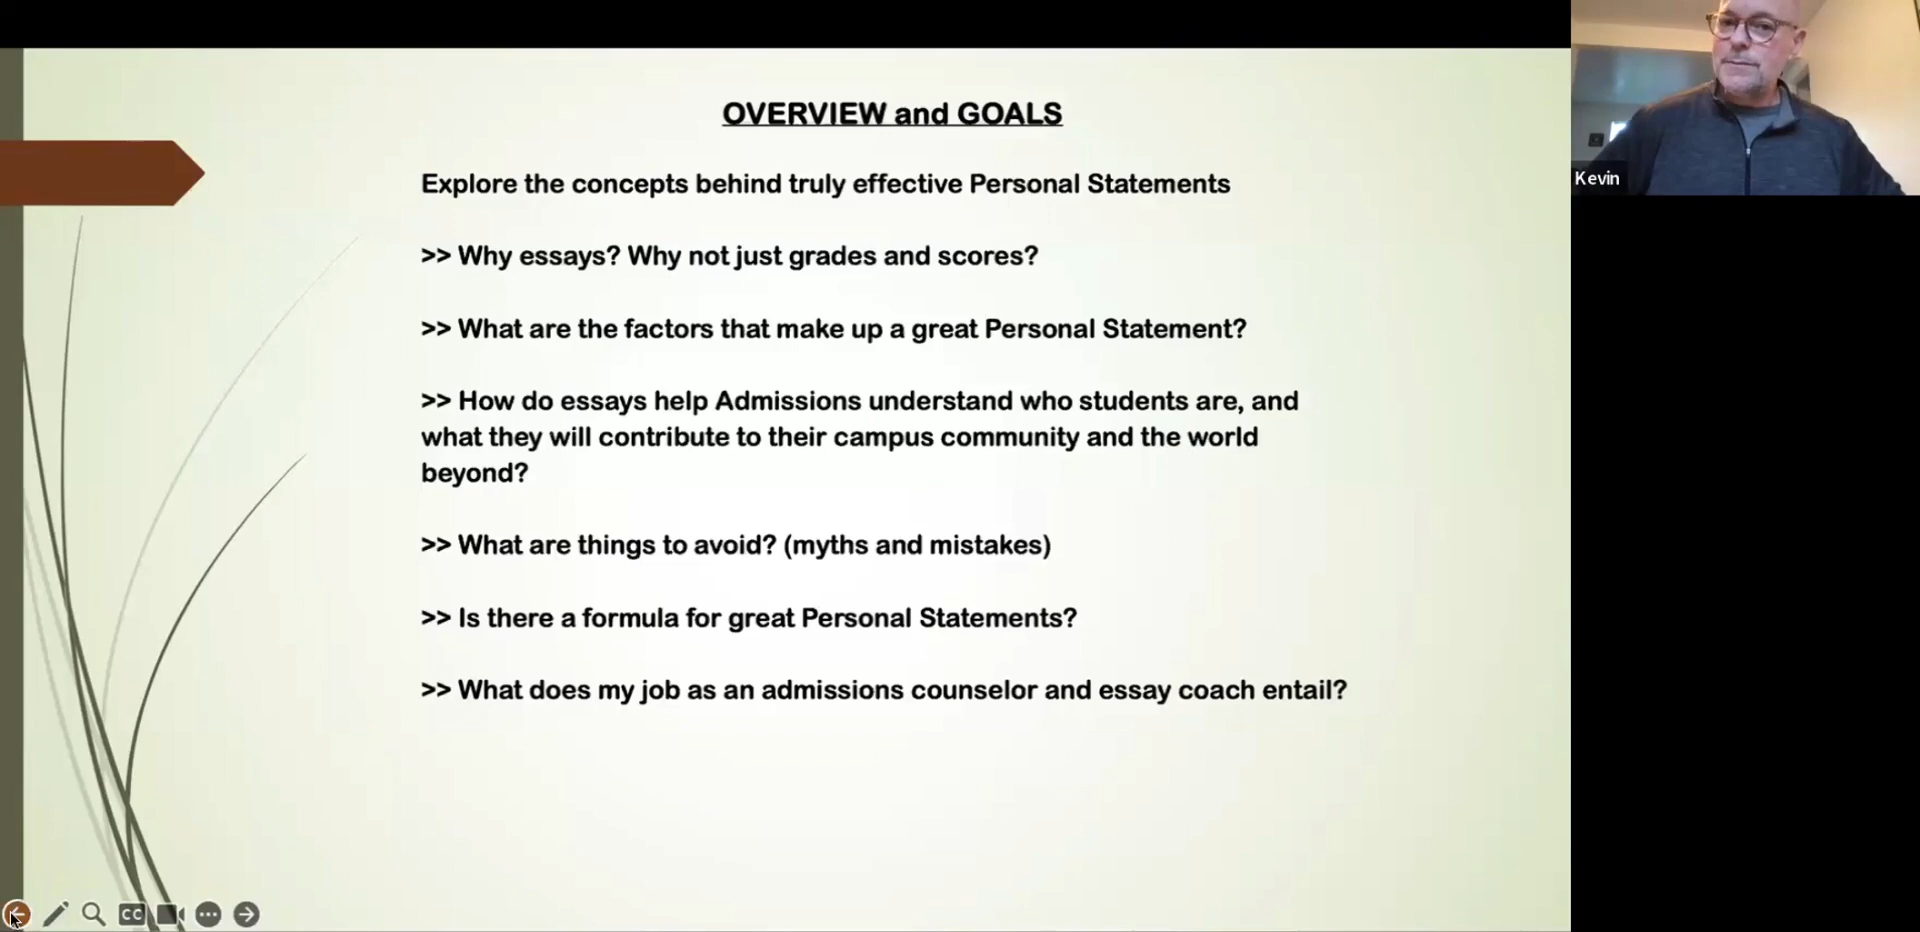 OVERVIEW and GOALS
Explore the concepts behind truly effective Personal Statements
>> Why essays? Why not just grades and scores?
>> What are the factors that make up a great Personal Statement?
>> How do essays help Admissions understand who students are, and
what they will contribute to their campus community and the world
beyond?
>> What are things to avoid? (myths and mistakes)
>> Is there a formula for great Personal Statements?
>> What does my job as an admissions counselor and essay coach entail?
Kevin
CC